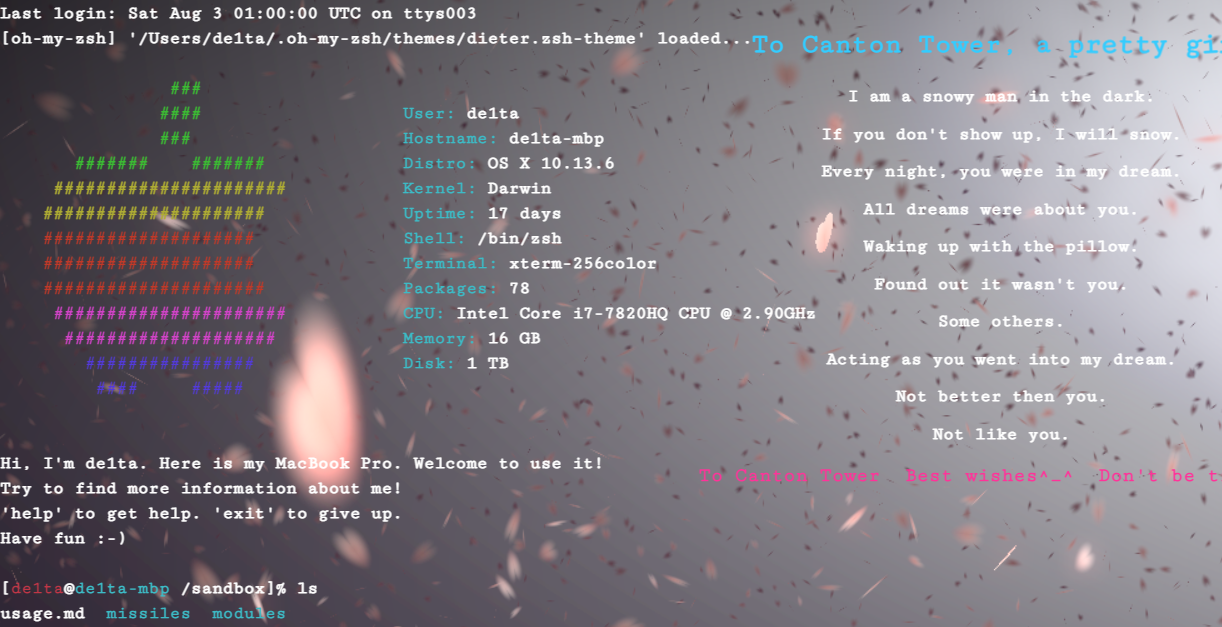 Last login: Sat Aug 3 01:00:00 UTC on ttys003
[oh-my-zsh] '/Users/de1ta/.oh-my-zsh/themes/dieter.zsh-theme' loaded...
To Canton Tower, a pretty
###
####
###
#######    #######
######################
#####################
####################
####################
#####################
######################
####################
################
####     #####
User: de1ta
Hostname: de1ta-mbp
Distro: OS X 10.13.6
Kernel: Darwin
Uptime: 17 days
Shell: /bin/zsh
Terminal: xterm-256color
Packages: 78
CPU: Intel Core i7-7820HQ CPU @ 2.90GHz
Memory: 16 GB
Disk: 1 TB
I am a snowy man in the dark.
If you don't show up, I will snow.
Every night, you were in my dream.
All dreams were about you.
Waking up with the pillow.
Found out it wasn't you.
Some others.
Acting as you went into my dream.
Not better then you.
Not like you.
To Canton Tower  Best wishes^_^  Don't be
Hi, I'm de1ta. Here is my MacBook Pro. Welcome to use it!
Try to find more information about me!
'help' to get help. 'exit' to give up.
Have fun :-)
[de1ta@de1ta-mbp /sandbox]% ls
usage.md  missiles  modules